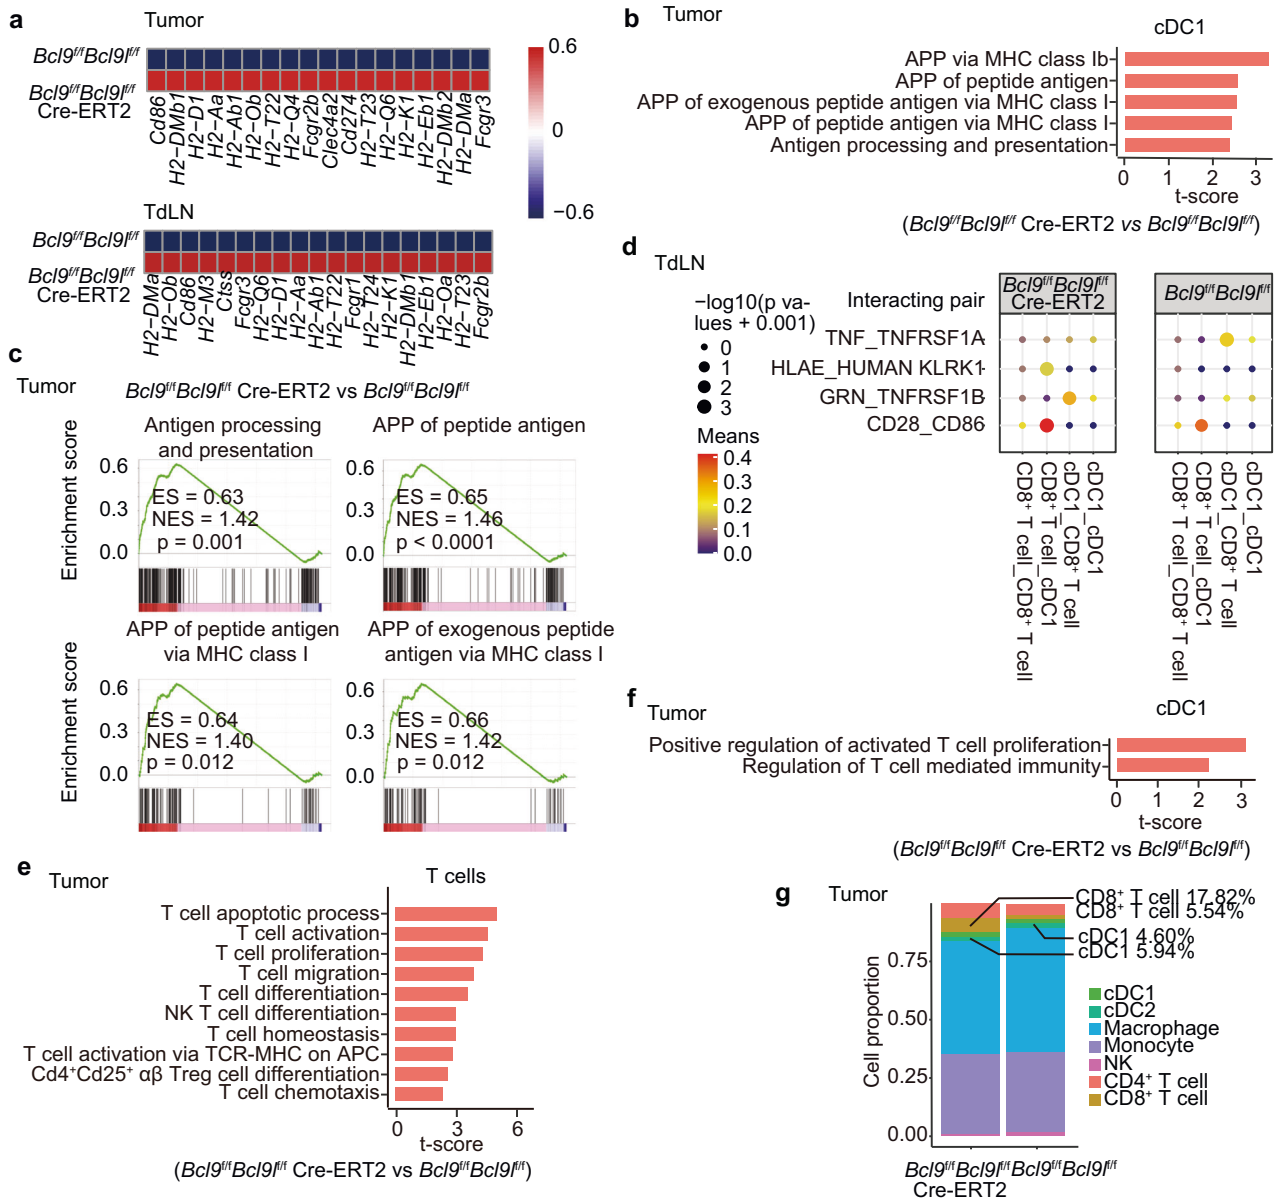 a
Tumor
Bcl9f/fBcl9lf/f
Bcl9f/fBcl9lf/f
Cre-ERT2
Cd86
H2−DMb1
H2−D1
H2−Aa
H2−Ab1
H2−Ob
H2−T22
H2−Q4
Fcgr2b
Clec4a2
Cd274
H2−T23
H2−Q6
H2−K1
H2−Eb1
H2−DMb2
H2−DMa
Fcgr3
0.6
0
−0.6
TdLN
Bcl9f/fBcl9lf/f
Bcl9f/fBcl9lf/f
Cre-ERT2
H2−DMa
H2−Ob
Cd86
H2−M3
Ctss
Fcgr3
H2−Q6
H2−D1
H2−Aa
H2−Ab1
H2−T22
Fcgr1
H2−T24
H2−K1
H2−DMb1
H2−Eb1
H2−Oa
H2−T23
Fcgr2b
b
Tumor
cDC1
APP via MHC class Ib
APP of peptide antigen
APP of exogenous peptide antigen via MHC class I
APP of peptide antigen via MHC class I
Antigen processing and presentation
0 1 2 3
t-score
(Bcl9f/fBcl9lf/f Cre-ERT2 vs Bcl9f/fBcl9lf/f)
c
Tumor
Bcl9f/fBcl9lf/f Cre-ERT2 vs Bcl9f/fBcl9lf/f
Antigen processing
and presentation
Enrichment score
0.6
0.3
0.0
ES = 0.63
NES = 1.42
p = 0.001
APP of peptide antigen
0.6
0.3
0.0
ES = 0.65
NES = 1.46
p < 0.0001
APP of peptide antigen
via MHC class I
Enrichment score
0.6
0.3
0.0
ES = 0.64
NES = 1.40
p = 0.012
APP of exogenous peptide
antigen via MHC class I
0.6
0.3
0.0
ES = 0.66
NES = 1.42
p = 0.012
d
TdLN
−log10(p va-
lues + 0.001)
0
1
2
3
Means
0.4
0.3
0.2
0.1
0.0
Interacting pair
Bcl9f/fBcl9lf/f
Cre-ERT2
Bcl9f/fBcl9lf/f
TNF_TNFRSF1A
HLAE_HUMAN KLRK1
GRN_TNFRSF1B
CD28_CD86
CD8+ T cell_CD8+ T cell
CD8+ T cell_cDC1
cDC1_CD8+ T cell
cDC1_cDC1
CD8+ T cell_CD8+ T cell
CD8+ T cell_cDC1
cDC1_CD8+ T cell
cDC1_cDC1
e
Tumor
T cells
T cell apoptotic process
T cell activation
T cell proliferation
T cell migration
T cell differentiation
NK T cell differentiation
T cell homeostasis
T cell activation via TCR-MHC on APC
Cd4+Cd25+ αβ Treg cell differentiation
T cell chemotaxis
0 3 6
t-score
(Bcl9f/fBcl9lf/f Cre-ERT2 vs Bcl9f/fBcl9lf/f)
f
Tumor
cDC1
Positive regulation of activated T cell proliferation
Regulation of T cell mediated immunity
0 1 2 3
t-score
(Bcl9f/fBcl9lf/f Cre-ERT2 vs Bcl9f/fBcl9lf/f)
g
Tumor
CD8+ T cell 17.82%
CD8+ T cell 5.54%
cDC1 4.60%
cDC1 5.94%
Cell proportion
0.75
0.50
0.25
0.00
cDC1
cDC2
Macrophage
Monocyte
NK
CD4+ T cell
CD8+ T cell
Bcl9f/fBcl9lf/f Bcl9f/fBcl9lf/f
Cre-ERT2